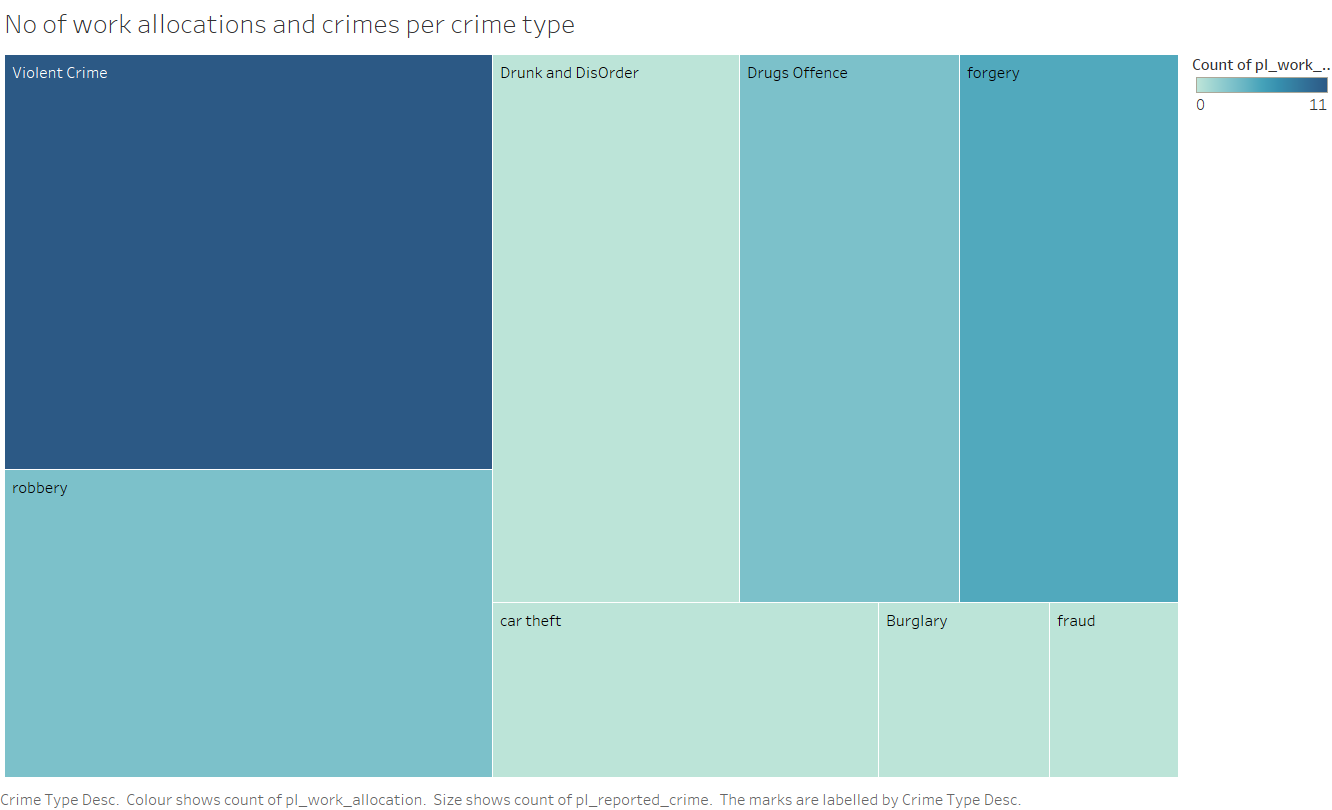 No of work allocations and crimes per crime type
Violent Crime
Drunk and DisOrder
Drugs Offence
forgery
Count of pl_work_..
0
11
robbery
car theft
Burglary
fraud
Crime Type Desc.  Colour shows count of pl_work_allocation.  Size shows count of pl_reported_crime.  The marks are labelled by Crime Type Desc.